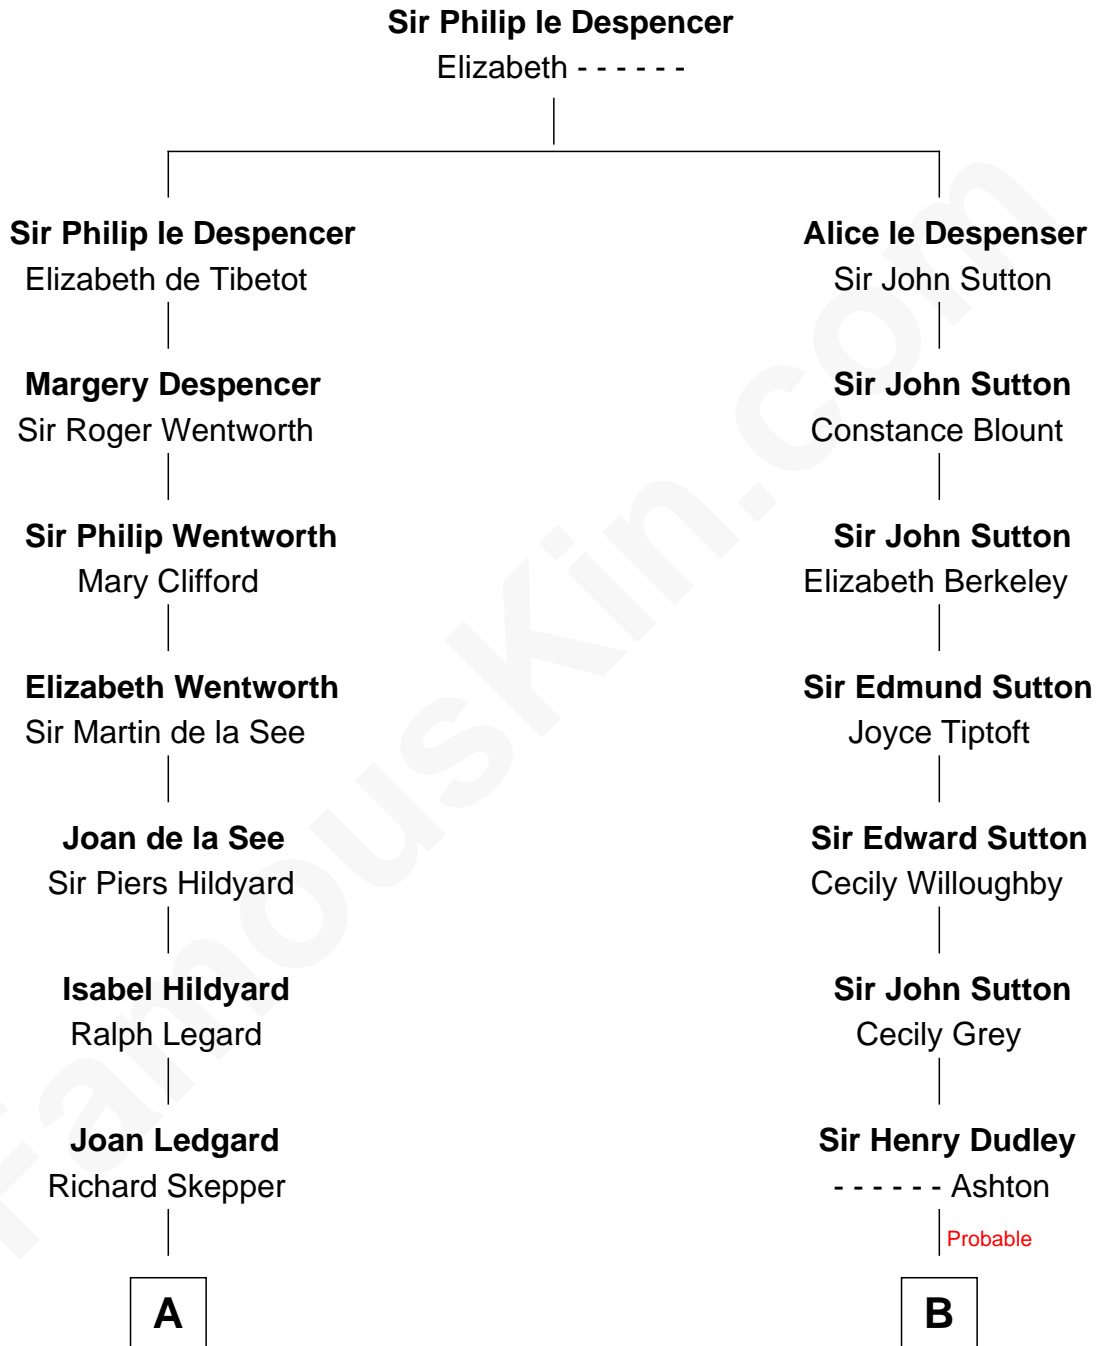 Sir Philip le Despencer
Elizabeth - - - - - -
Sir Philip le Despencer
Elizabeth de Tibetot
Margery Despencer
Sir Roger Wentworth
Sir Philip Wentworth
Mary Clifford
Elizabeth Wentworth
Sir Martin de la See
Joan de la See
Sir Piers Hildyard
Isabel Hildyard
Ralph Legard
Joan Ledgard
Richard Skepper
A
Alice le Despenser
Sir John Sutton
Sir John Sutton
Constance Blount
Sir John Sutton
Elizabeth Berkeley
Sir Edmund Sutton
Joyce Tiptoft
Sir Edward Sutton
Cecily Willoughby
Sir John Sutton
Cecily Grey
Sir Henry Dudley
- - - - - - Ashton
Probable
B
FamousKin.com